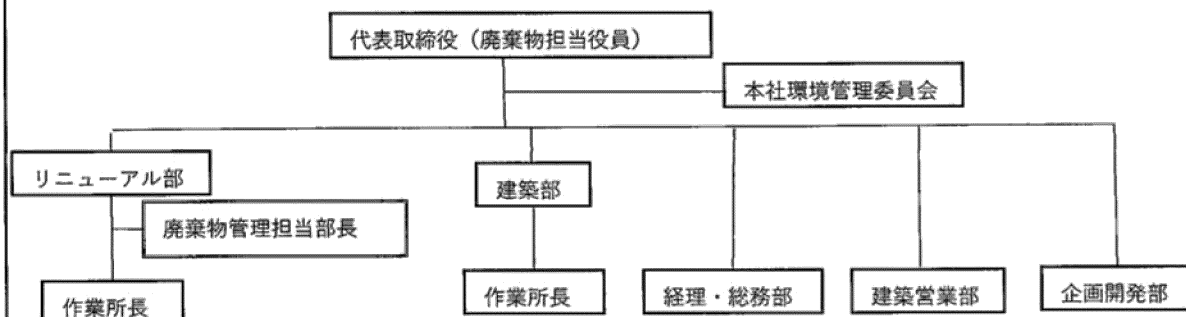 代表取締役（廃棄物担当役員）
本社環境管理委員会
リニューアル部
建築部
廃棄物管理担当部長
作業所長
作業所長
経理・総務部
建築営業部
企画開発部